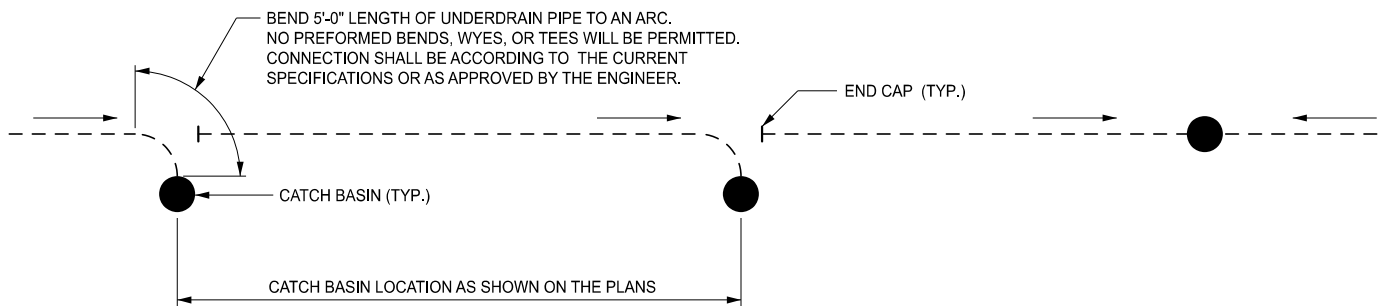 BEND 5'-0" LENGTH OF UNDERDRAIN PIPE TO AN ARC.
NO PREFORMED BENDS, WYES, OR TEES WILL BE PERMITTED.
CONNECTION SHALL BE ACCORDING TO THE CURRENT
SPECIFICATIONS OR AS APPROVED BY THE ENGINEER.
END CAP (TYP.)
CATCH BASIN (TYP.)
CATCH BASIN LOCATION AS SHOWN ON THE PLANS